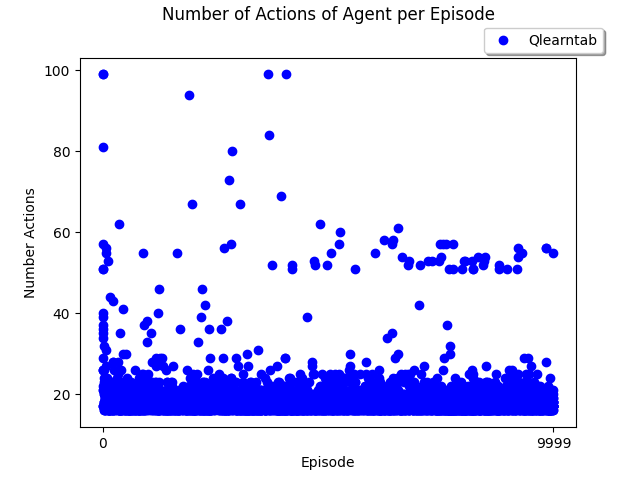 Number of Actions of Agent per Episode
Qlearntab
100
80
60
40
20
Number Actions
0
9999
Episode